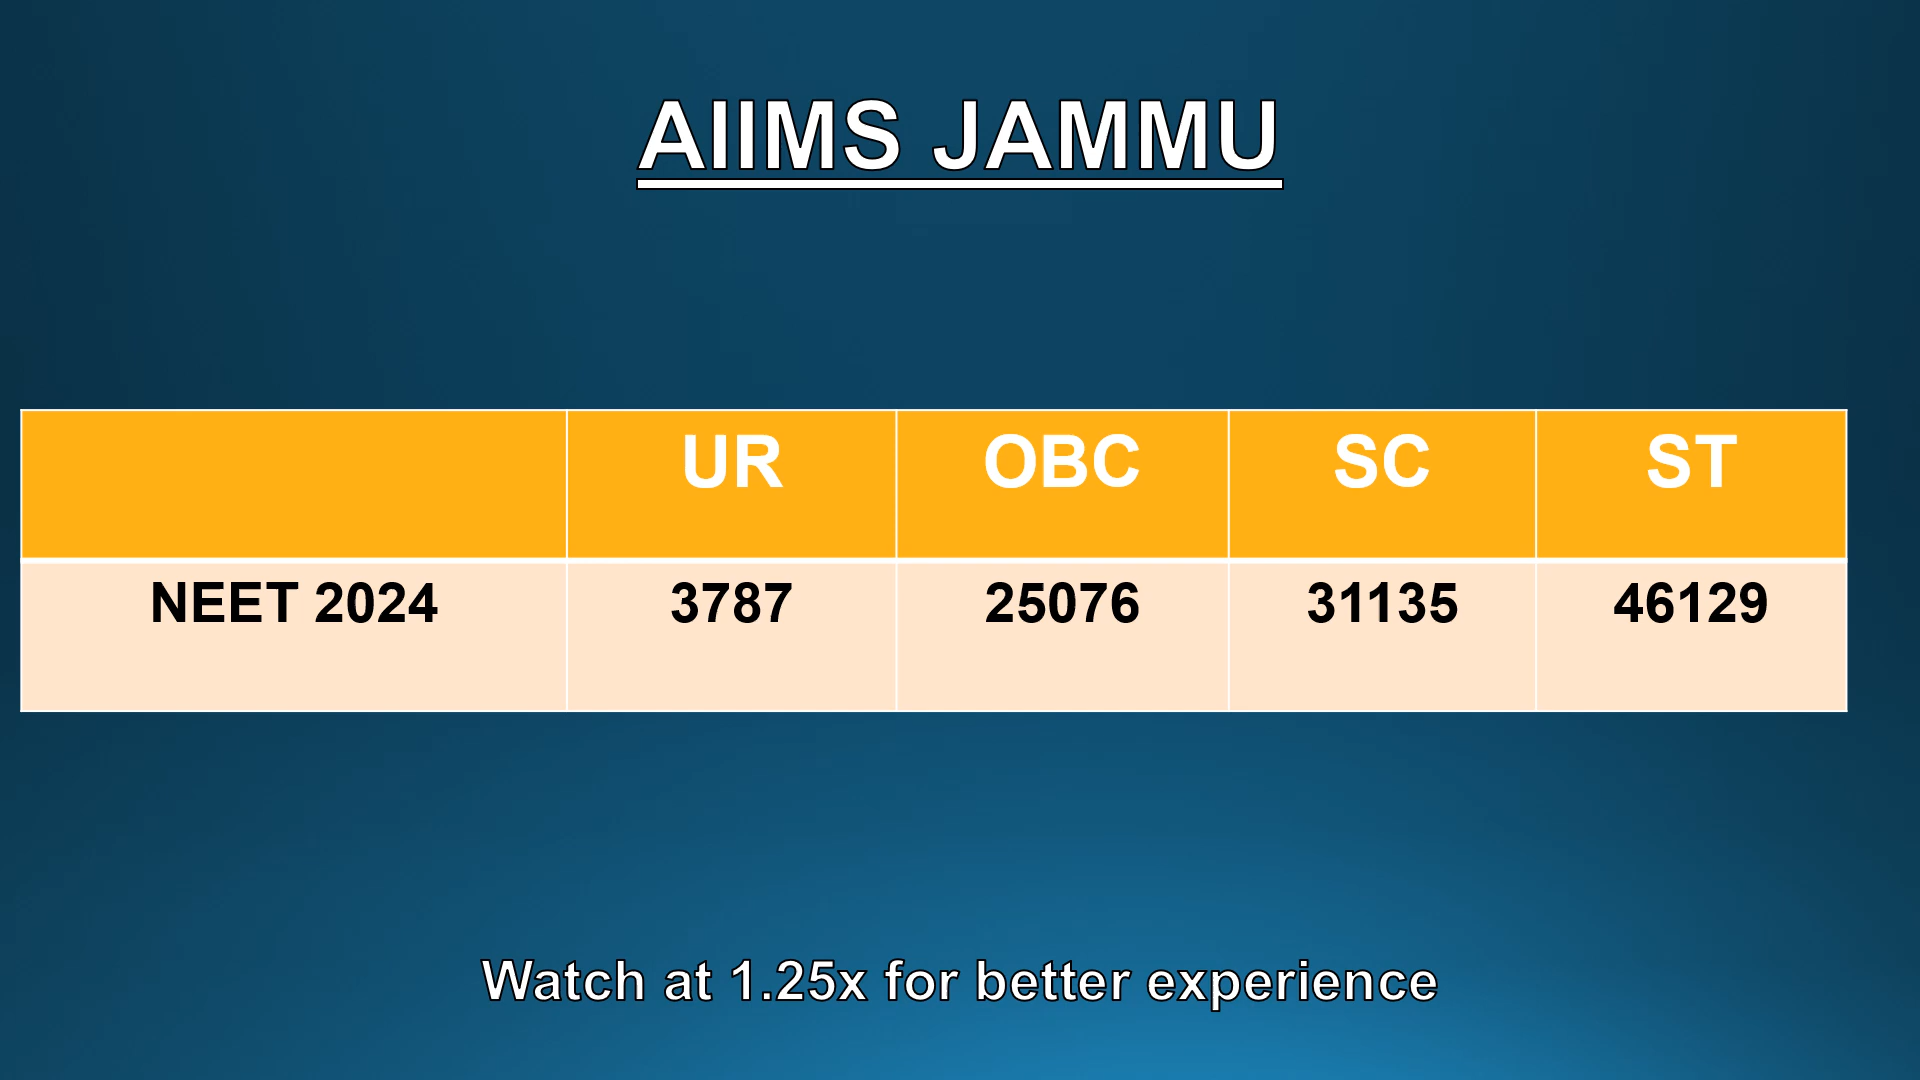 AIIMS JAMMU
UR OBC SC ST
NEET 2024 3787 25076 31135 46129
Watch at 1.25x for better experience